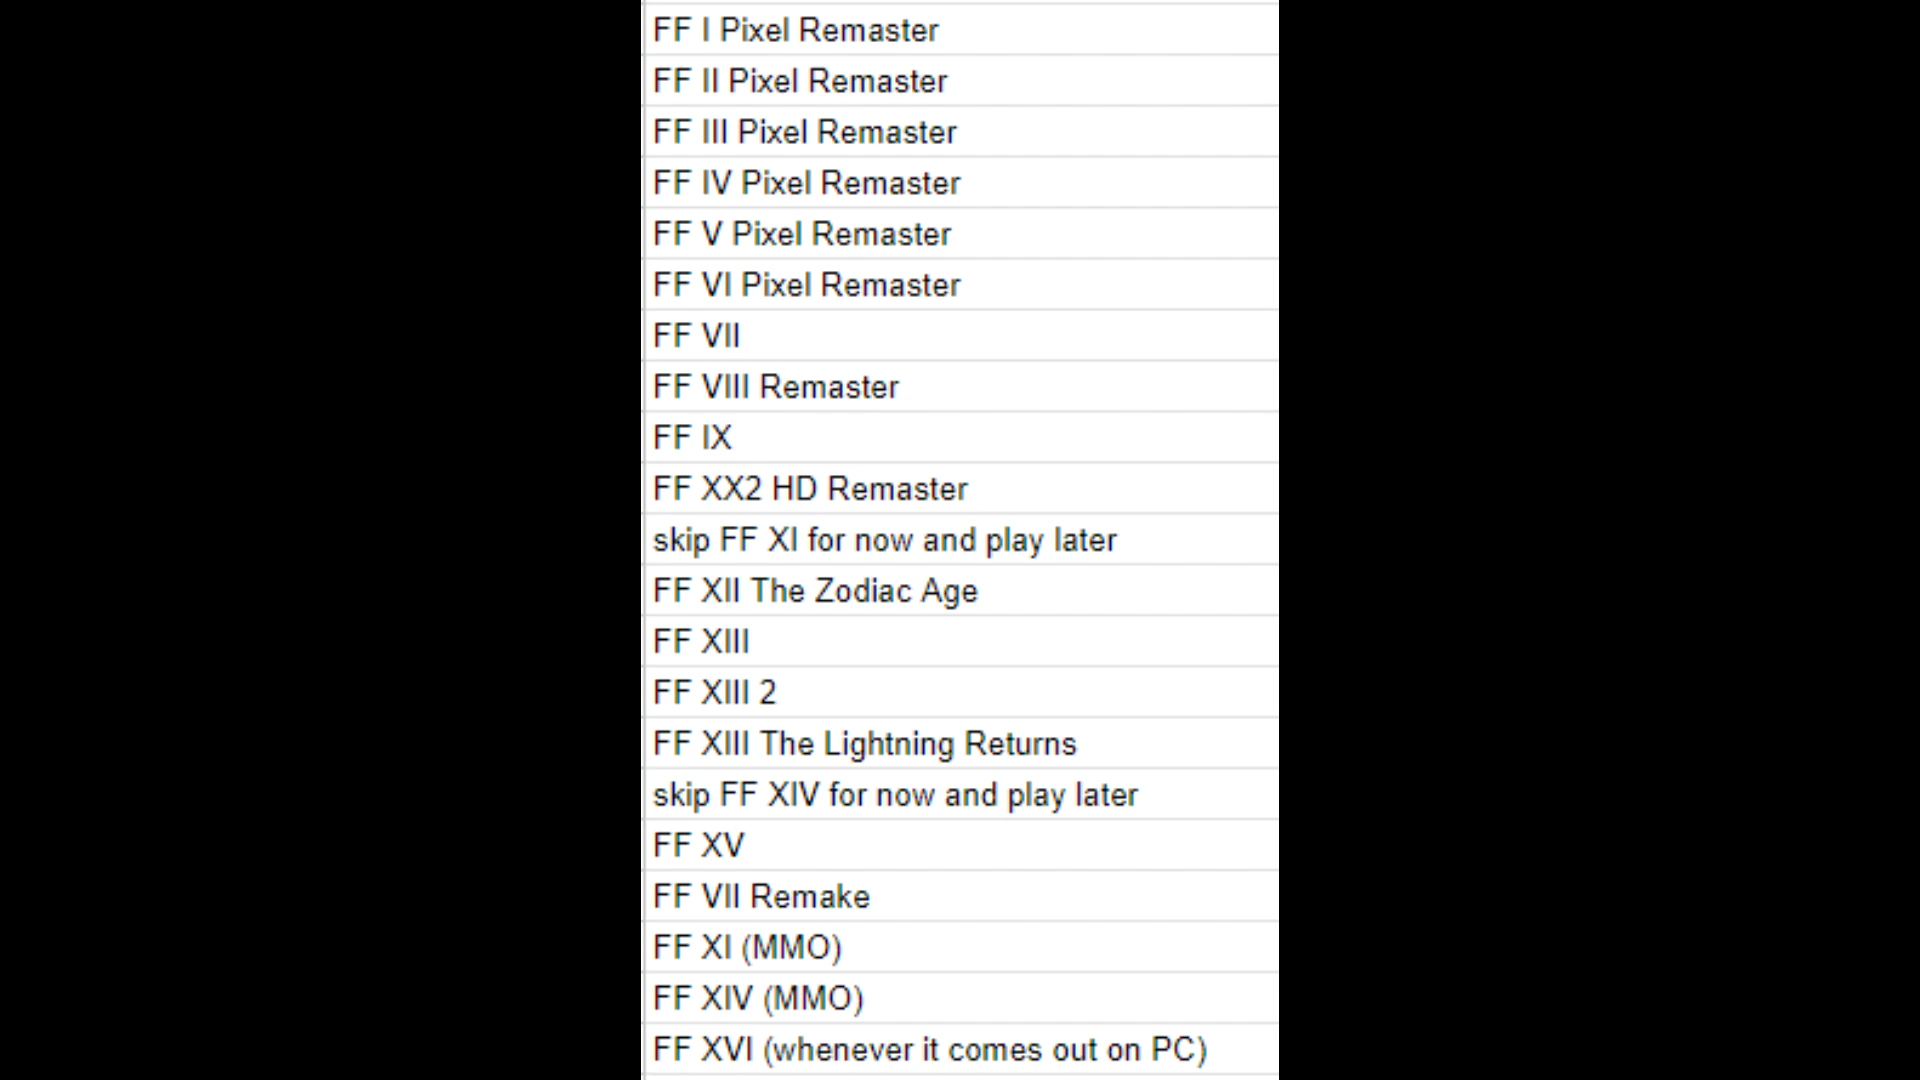 FF I Pixel Remaster
FF II Pixel Remaster
FF III Pixel Remaster
FF IV Pixel Remaster
FF V Pixel Remaster
FF VI Pixel Remaster
FF VII
FF VIII Remaster
FF IX
FF XX2 HD Remaster
skip FF XI for now and play later
FF XII The Zodiac Age
FF XIII
FF XIII 2
FF XIII The Lightning Returns
skip FF XIV for now and play later
FF XV
FF VII Remake
FF XI (MMO)
FF XIV (MMO)
FF XVI (whenever it comes out on PC)